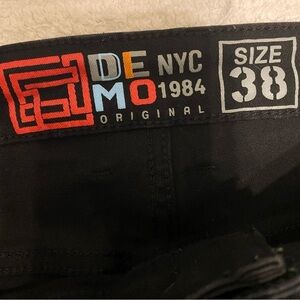 DE NYC
MO 1984
ORIGINAL
SIZE
38